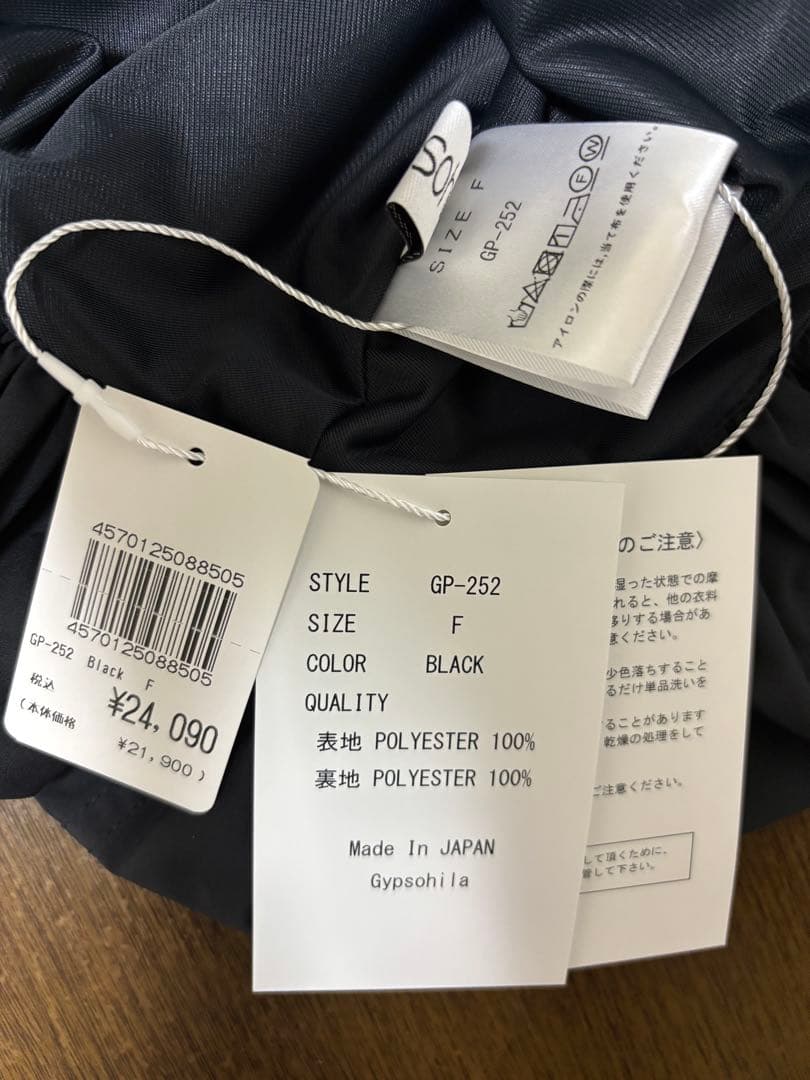 SIZE F
GP-252
F W
アイロンの際には、当て布を使用ください。
4570125088505
4570125088505
GP-252 Black F
税込 ¥24,090
(本体価格 ¥21,900)
STYLE GP-252
SIZE F
COLOR BLACK
QUALITY
表地 POLYESTER 100%
裏地 POLYESTER 100%
Made In JAPAN
Gypsohila
のご注意〉
湿った状態での摩
れると、他の衣料
移りする場合があ
意ください。
少色落ちすること
るだけ単品洗いを
することがあります
乾燥の処理をして
ご注意ください。
して頂くために、
管して下さい。